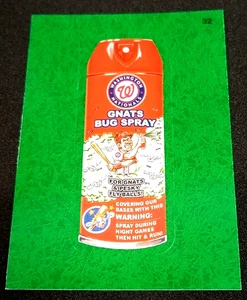 32
WASHINGTON
W
NATIONALS
GNATS
BUG SPRAY
FOR GNATS
& PESKY
FLY BALLS!
COVERING OUR
BASES WITH THIS
WARNING:
SPRAY DURING
NIGHT GAMES
THEN HIT & RUN!